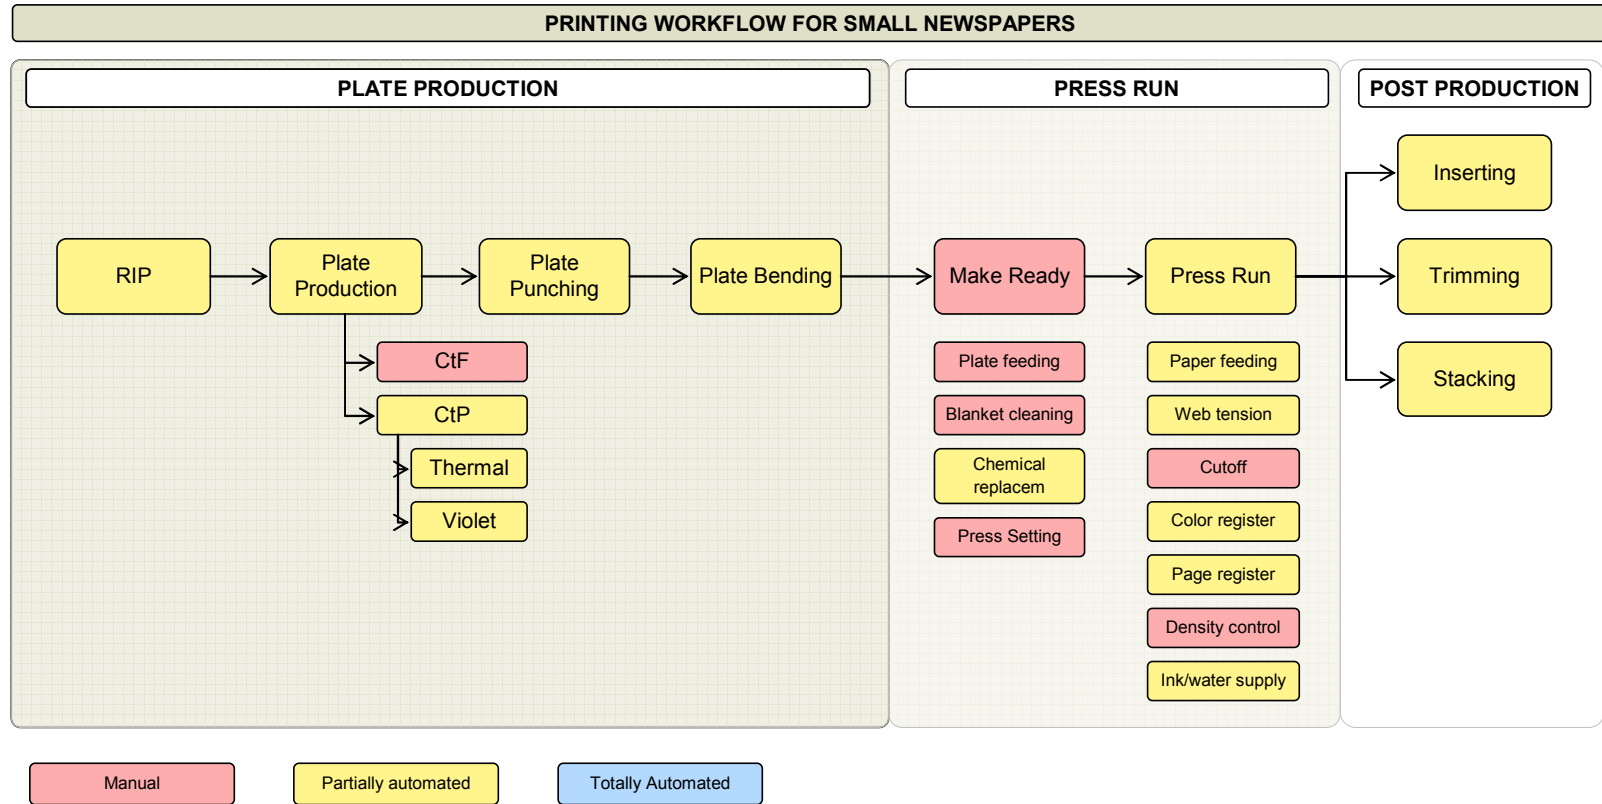 PRINTING WORKFLOW FOR SMALL NEWSPAPERS
PLATE PRODUCTION
PRESS RUN
POST PRODUCTION
Inserting
RIP
Plate
Production
Plate
Punching
Plate Bending
Make Ready
Press Run
Trimming
CtF
CtP
Thermal
Violet
Plate feeding
Blanket cleaning
Chemical
replacem
Press Setting
Paper feeding
Web tension
Cutoff
Color register
Page register
Density control
Ink/water supply
Stacking
Manual
Partially automated
Totally Automated